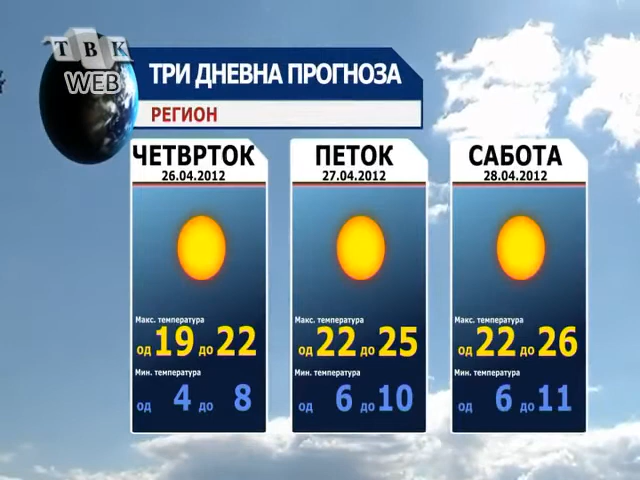 ТВК
WEB
ТРИ ДНЕВНА ПРОГНОЗА
РЕГИОН
ЧЕТВРТОК
26.04.2012
Макс. температура
од 19 до 22
Мин. температура
од 4 до 8
ПЕТОК
27.04.2012
Макс. температура
од 22 до 25
Мин. температура
од 6 до 10
САБОТА
28.04.2012
Макс. температура
од 22 до 26
Мин. температура
од 6 до 11